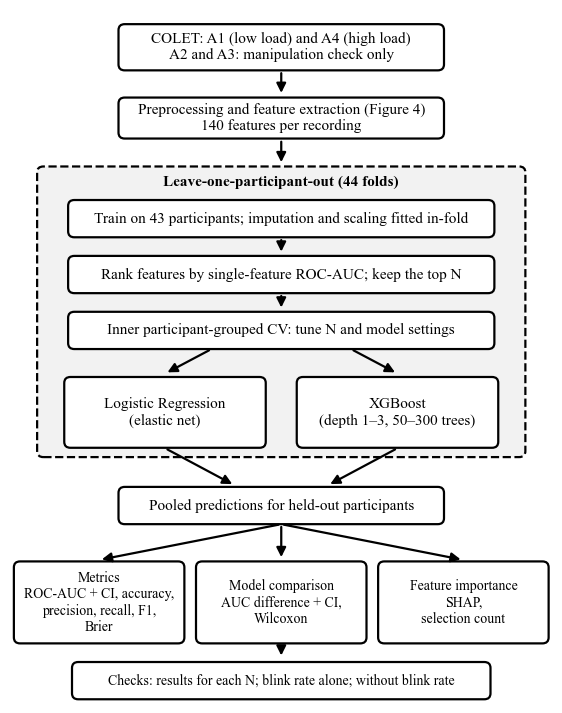 COLET: A1 (low load) and A4 (high load)
A2 and A3: manipulation check only
Preprocessing and feature extraction (Figure 4)
140 features per recording
Leave-one-participant-out (44 folds)
Train on 43 participants; imputation and scaling fitted in-fold
Rank features by single-feature ROC-AUC; keep the top N
Inner participant-grouped CV: tune N and model settings
Logistic Regression
(elastic net)
XGBoost
(depth 1–3, 50–300 trees)
Pooled predictions for held-out participants
Metrics
ROC-AUC + CI, accuracy,
precision, recall, F1,
Brier
Model comparison
AUC difference + CI,
Wilcoxon
Feature importance
SHAP,
selection count
Checks: results for each N; blink rate alone; without blink rate